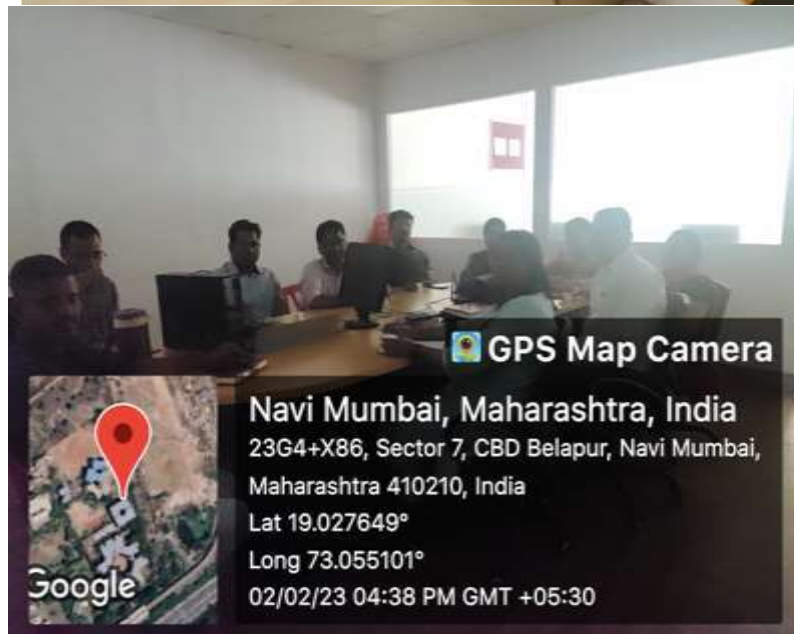 GPS Map Camera
Navi Mumbai, Maharashtra, India
23G4+X86, Sector 7, CBD Belapur, Navi Mumbai,
Maharashtra 410210, India
Lat 19.027649°
Long 73.055101°
02/02/23 04:38 PM GMT +05:30
Google